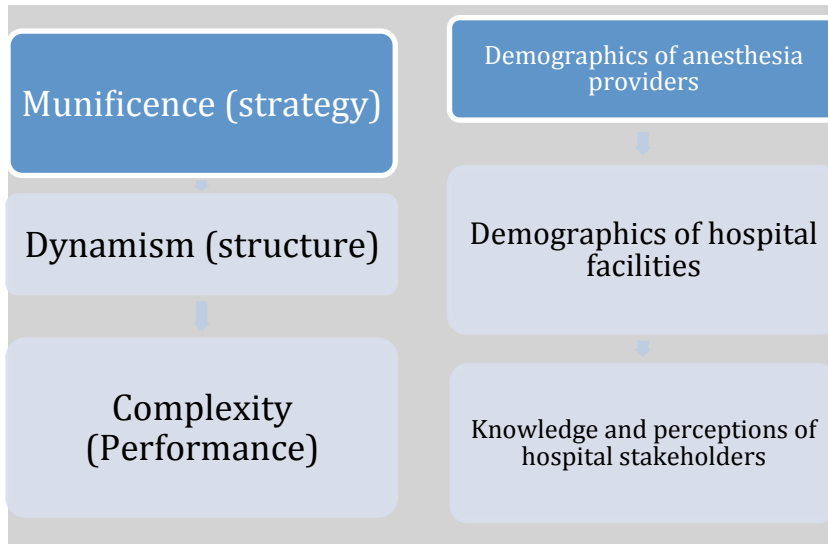 Munificence (strategy)
Dynamism (structure)
Complexity
(Performance)
Demographics of anesthesia
providers
Demographics of hospital
facilities
Knowledge and perceptions of
hospital stakeholders